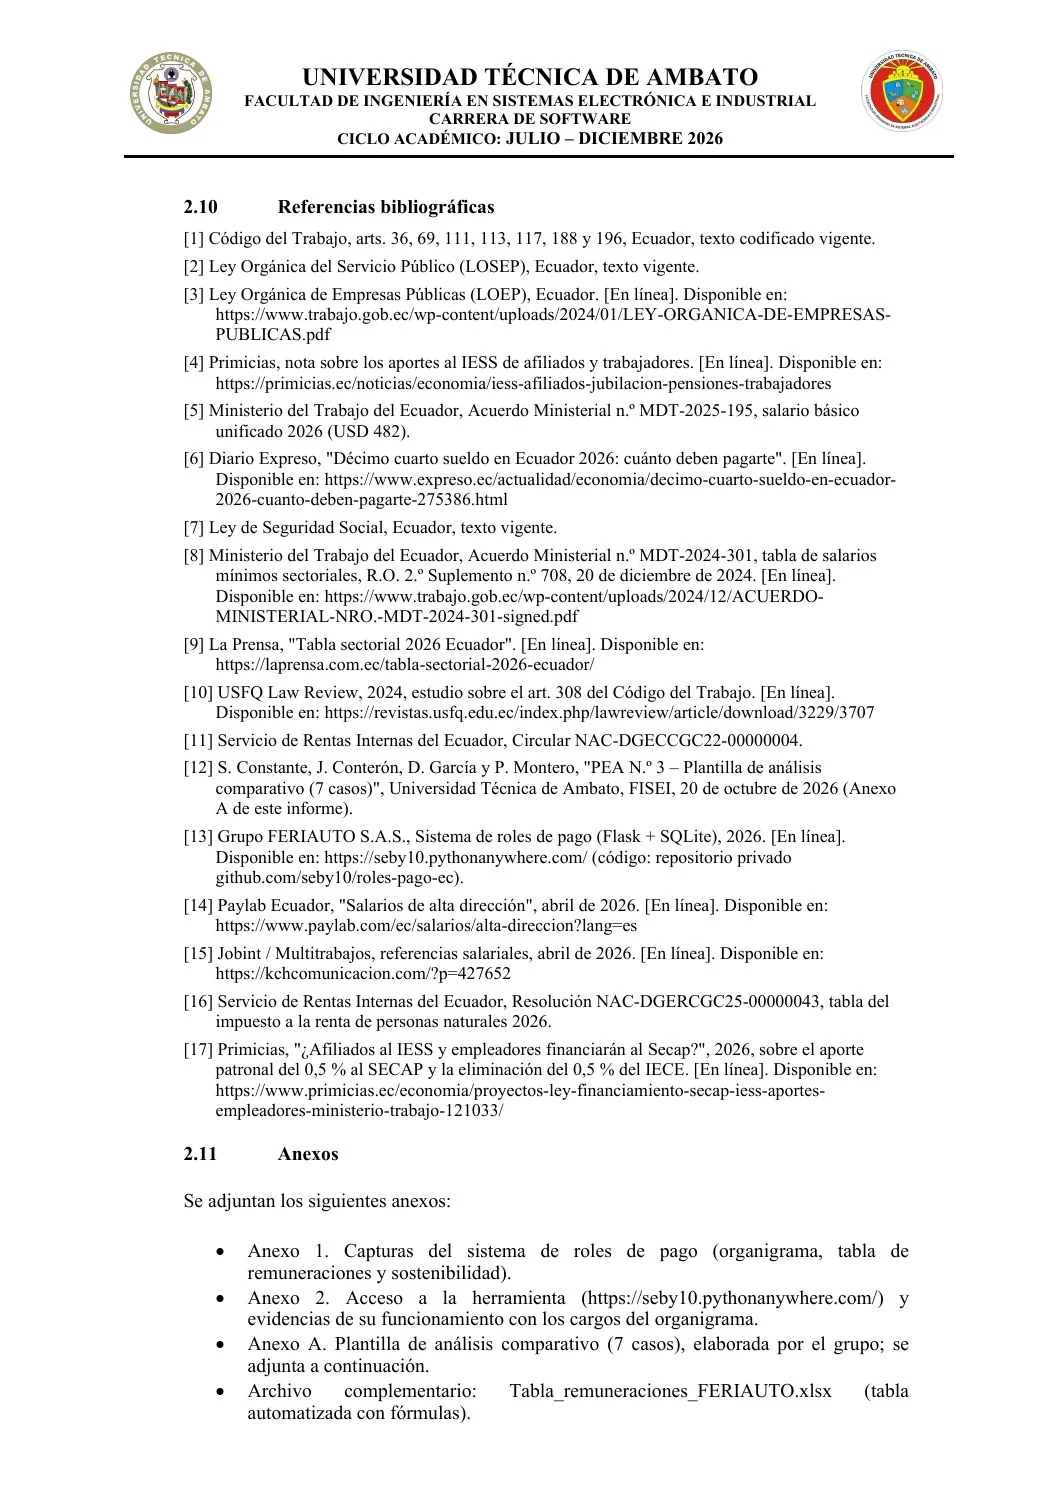 UNIVERSIDAD TÉCNICA DE AMBATO
FACULTAD DE INGENIERÍA EN SISTEMAS ELECTRÓNICA E INDUSTRIAL
CARRERA DE SOFTWARE
CICLO ACADÉMICO: JULIO – DICIEMBRE 2026
UNIVERSIDAD TECNICA DE AMBATO
2.10 Referencias bibliográficas
[1] Código del Trabajo, arts. 36, 69, 111, 113, 117, 188 y 196, Ecuador, texto codificado vigente.
[2] Ley Orgánica del Servicio Público (LOSEP), Ecuador, texto vigente.
[3] Ley Orgánica de Empresas Públicas (LOEP), Ecuador. [En línea]. Disponible en:
https://www.trabajo.gob.ec/wp-content/uploads/2024/01/LEY-ORGANICA-DE-EMPRESAS-
PUBLICAS.pdf
[4] Primicias, nota sobre los aportes al IESS de afiliados y trabajadores. [En línea]. Disponible en:
https://primicias.ec/noticias/economia/iess-afiliados-jubilacion-pensiones-trabajadores
[5] Ministerio del Trabajo del Ecuador, Acuerdo Ministerial n.º MDT-2025-195, salario básico
unificado 2026 (USD 482).
[6] Diario Expreso, "Décimo cuarto sueldo en Ecuador 2026: cuánto deben pagarte". [En línea].
Disponible en: https://www.expreso.ec/actualidad/economia/decimo-cuarto-sueldo-en-ecuador-
2026-cuanto-deben-pagarte-275386.html
[7] Ley de Seguridad Social, Ecuador, texto vigente.
[8] Ministerio del Trabajo del Ecuador, Acuerdo Ministerial n.º MDT-2024-301, tabla de salarios
mínimos sectoriales, R.O. 2.º Suplemento n.º 708, 20 de diciembre de 2024. [En línea].
Disponible en: https://www.trabajo.gob.ec/wp-content/uploads/2024/12/ACUERDO-
MINISTERIAL-NRO.-MDT-2024-301-signed.pdf
[9] La Prensa, "Tabla sectorial 2026 Ecuador". [En línea]. Disponible en:
https://laprensa.com.ec/tabla-sectorial-2026-ecuador/
[10] USFQ Law Review, 2024, estudio sobre el art. 308 del Código del Trabajo. [En línea].
Disponible en: https://revistas.usfq.edu.ec/index.php/lawreview/article/download/3229/3707
[11] Servicio de Rentas Internas del Ecuador, Circular NAC-DGECCGC22-00000004.
[12] S. Constante, J. Conterón, D. García y P. Montero, "PEA N.º 3 – Plantilla de análisis
comparativo (7 casos)", Universidad Técnica de Ambato, FISEI, 20 de octubre de 2026 (Anexo
A de este informe).
[13] Grupo FERIAUTO S.A.S., Sistema de roles de pago (Flask + SQLite), 2026. [En línea].
Disponible en: https://seby10.pythonanywhere.com/ (código: repositorio privado
github.com/seby10/roles-pago-ec).
[14] Paylab Ecuador, "Salarios de alta dirección", abril de 2026. [En línea]. Disponible en:
https://www.paylab.com/ec/salarios/alta-direccion?lang=es
[15] Jobint / Multitrabajos, referencias salariales, abril de 2026. [En línea]. Disponible en:
https://kchcomunicacion.com/?p=427652
[16] Servicio de Rentas Internas del Ecuador, Resolución NAC-DGERCGC25-00000043, tabla del
impuesto a la renta de personas naturales 2026.
[17] Primicias, "¿Afiliados al IESS y empleadores financiarán al Secap?", 2026, sobre el aporte
patronal del 0,5 % al SECAP y la eliminación del 0,5 % del IECE. [En línea]. Disponible en:
https://www.primicias.ec/economia/proyectos-ley-financiamiento-secap-iess-aportes-
empleadores-ministerio-trabajo-121033/
2.11 Anexos
Se adjuntan los siguientes anexos:
• Anexo 1. Capturas del sistema de roles de pago (organigrama, tabla de
remuneraciones y sostenibilidad).
• Anexo 2. Acceso a la herramienta (https://seby10.pythonanywhere.com/) y
evidencias de su funcionamiento con los cargos del organigrama.
• Anexo A. Plantilla de análisis comparativo (7 casos), elaborada por el grupo; se
adjunta a continuación.
• Archivo complementario: Tabla_remuneraciones_FERIAUTO.xlsx (tabla
automatizada con fórmulas).